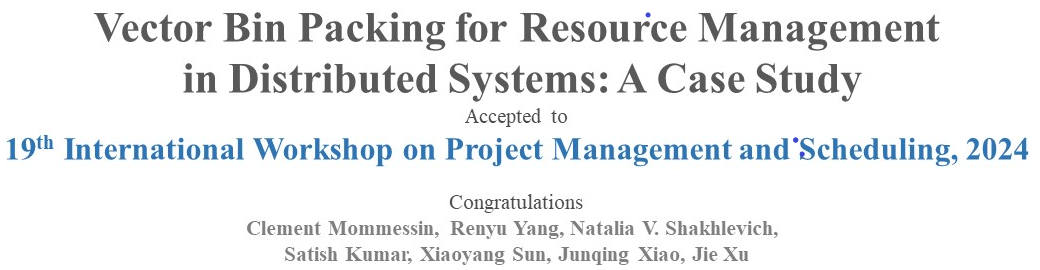 Vector Bin Packing for Resource Management
in Distributed Systems: A Case Study
Accepted to
19th International Workshop on Project Management and Scheduling, 2024
Congratulations
Clement Mommessin, Renyu Yang, Natalia V. Shakhlevich,
Satish Kumar, Xiaoyang Sun, Junqing Xiao, Jie Xu